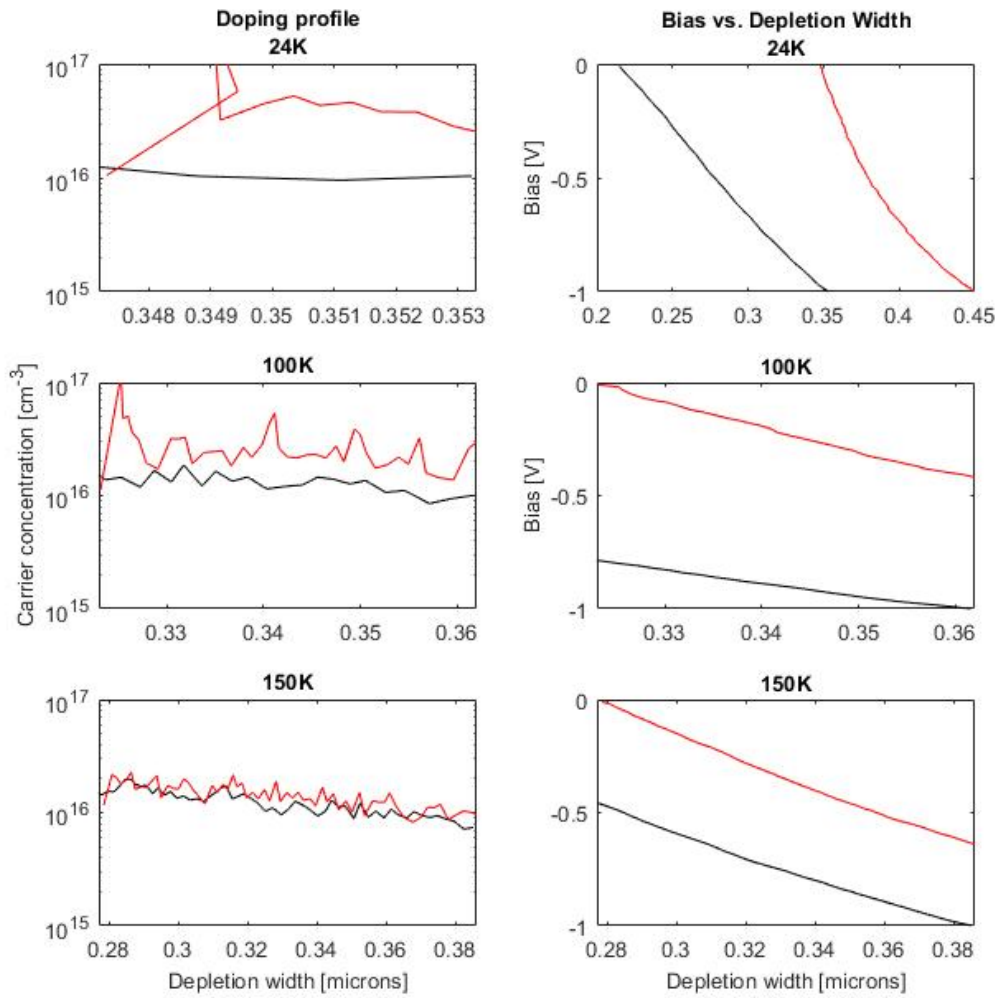 Doping profile
24K
10^17
10^16
10^15
0.348 0.349 0.35 0.351 0.352 0.353
Bias vs. Depletion Width
24K
Bias [V]
0
-0.5
-1
0.2 0.25 0.3 0.35 0.4 0.45
Carrier concentration [cm^-3]
100K
10^17
10^16
10^15
0.33 0.34 0.35 0.36
100K
Bias [V]
0
-0.5
-1
0.33 0.34 0.35 0.36
150K
10^17
10^16
10^15
0.28 0.3 0.32 0.34 0.36 0.38
Depletion width [microns]
150K
0
-0.5
-1
0.28 0.3 0.32 0.34 0.36 0.38
Depletion width [microns]